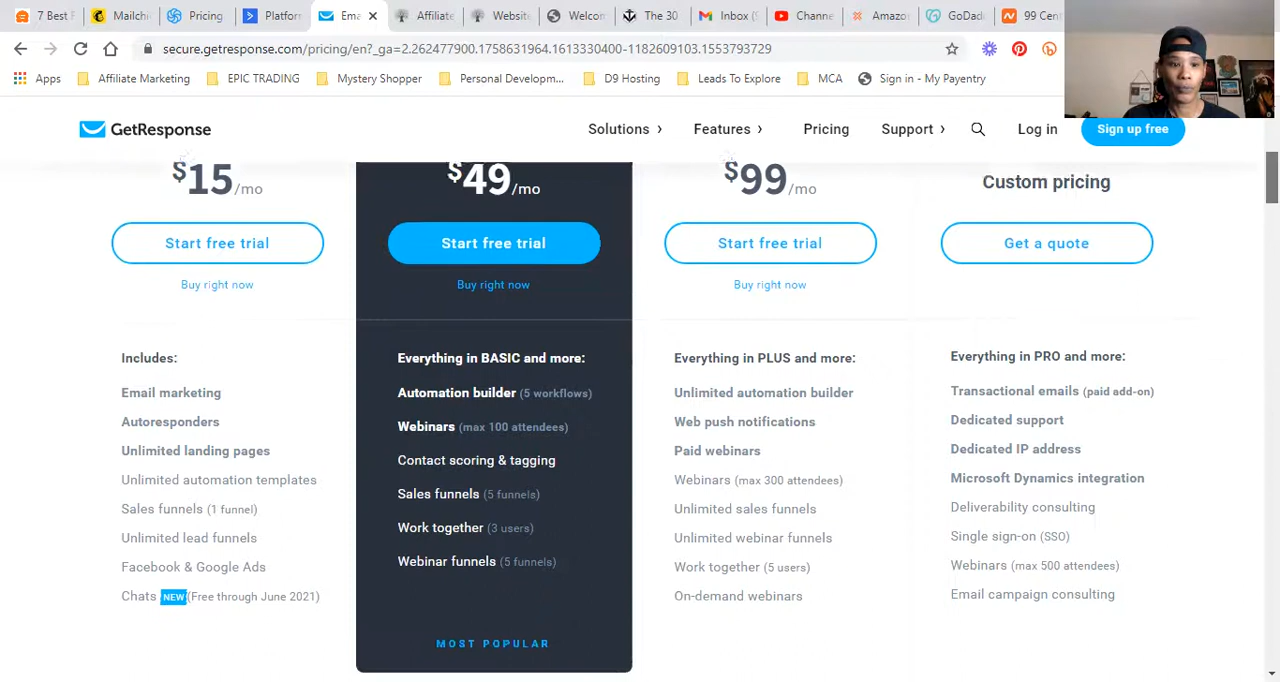 7 Best F
Mailchi
Pricing
Platfor
Ema
Affiliate
Websit
Welcon
The 30
Inbox (
Channe
Amazo
GoDad
99 Cen
secure.getresponse.com/pricing/en?_ga=2.262477900.1758631964.1613330400-1182609103.1553793729
Apps
Affiliate Marketing
EPIC TRADING
Mystery Shopper
Personal Developm...
D9 Hosting
Leads To Explore
MCA
Sign in - My Payentry
GetResponse
Solutions
Features
Pricing
Support
Log in
Sign up free
$15/mo
Start free trial
Buy right now
Includes:
Email marketing
Autoresponders
Unlimited landing pages
Unlimited automation templates
Sales funnels (1 funnel)
Unlimited lead funnels
Facebook & Google Ads
Chats NEW (Free through June 2021)
$49/mo
Start free trial
Buy right now
Everything in BASIC and more:
Automation builder (5 workflows)
Webinars (max 100 attendees)
Contact scoring & tagging
Sales funnels (5 funnels)
Work together (3 users)
Webinar funnels (5 funnels)
MOST POPULAR
$99/mo
Start free trial
Buy right now
Everything in PLUS and more:
Unlimited automation builder
Web push notifications
Paid webinars
Webinars (max 300 attendees)
Unlimited sales funnels
Unlimited webinar funnels
Work together (5 users)
On-demand webinars
Custom pricing
Get a quote
Everything in PRO and more:
Transactional emails (paid add-on)
Dedicated support
Dedicated IP address
Microsoft Dynamics integration
Deliverability consulting
Single sign-on (SSO)
Webinars (max 500 attendees)
Email campaign consulting